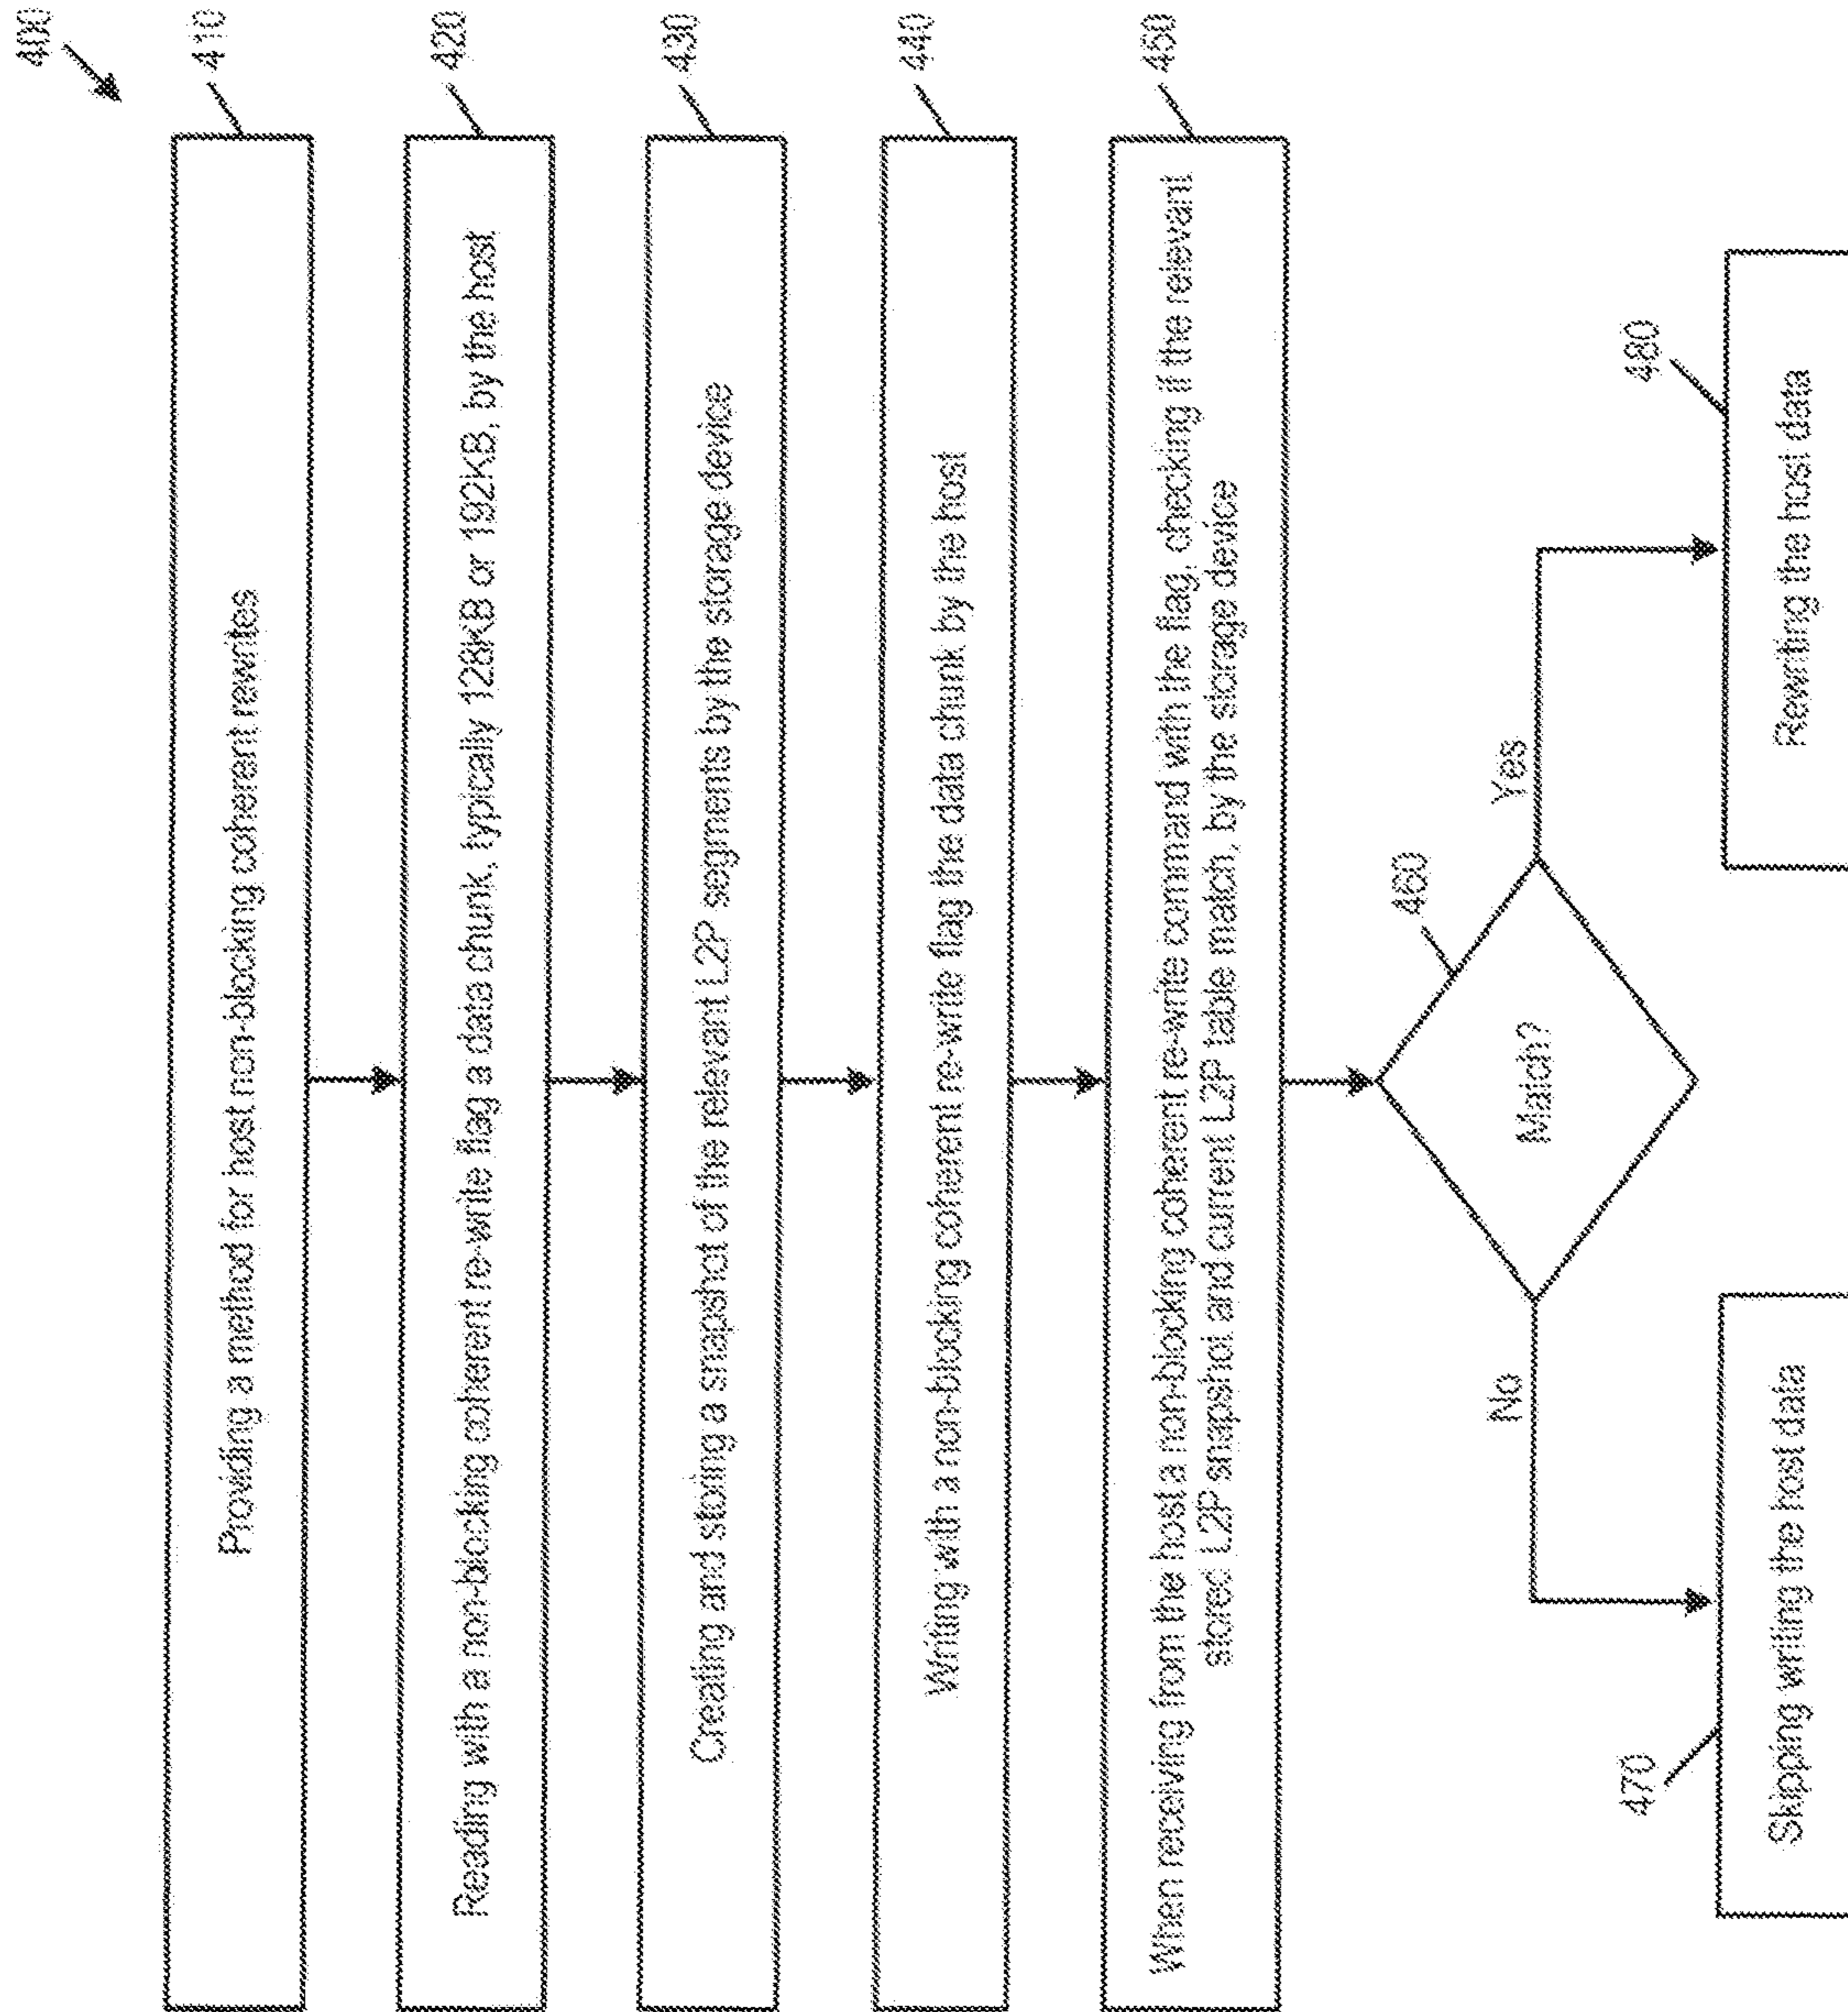 400
410
Providing a method for host non-blocking coherent rewrites
420
Reading with a non-blocking coherent re-write flag a data chunk, typically 128KB or 192KB, by the host
430
Creating and storing a snapshot of the relevant L2P segments by the storage device
440
Writing with a non-blocking coherent re-write flag the data chunk by the host
450
When receiving from the host a non-blocking coherent re-write command with the flag, checking if the relevant
stored L2P snapshot and current L2P table match, by the storage device
460
Match?
No
Yes
470
Skipping writing the host data
480
Rewriting the host data